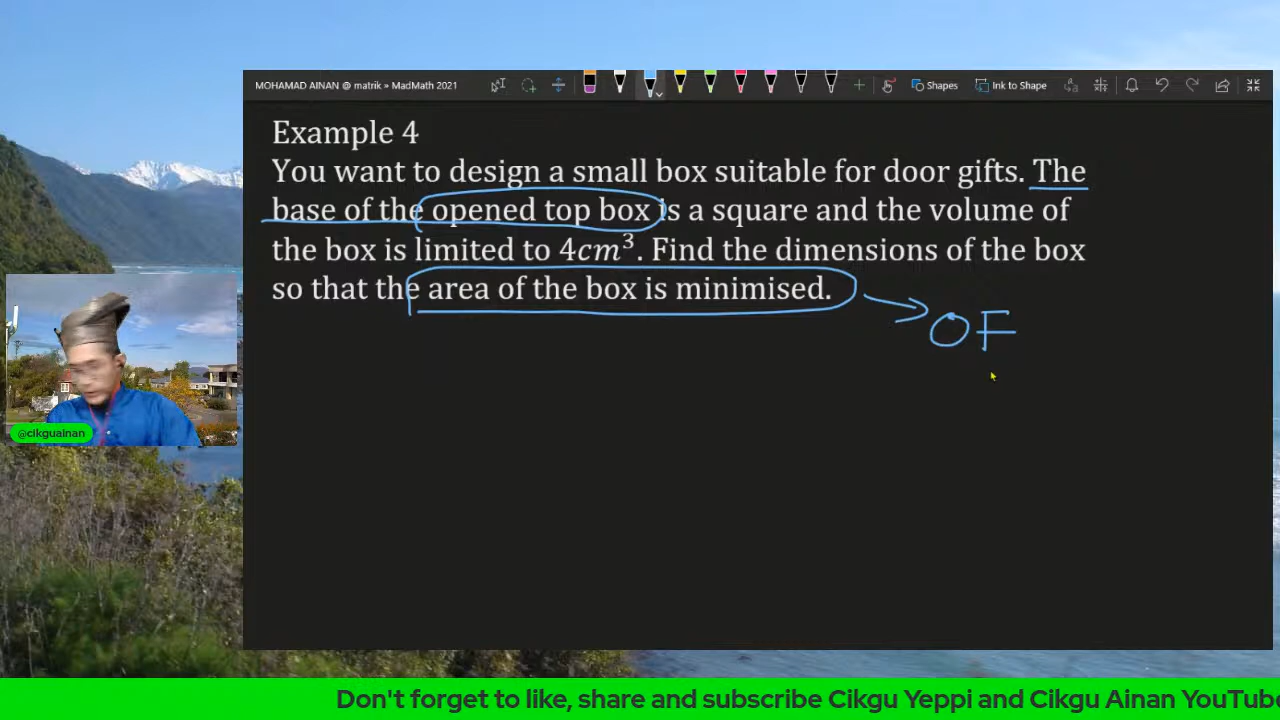 MOHAMAD AINAN @ matrik » MadMath 2021
Shapes
Ink to Shape
Example 4
You want to design a small box suitable for door gifts. The
base of the opened top box is a square and the volume of
the box is limited to 4cm³. Find the dimensions of the box
so that the area of the box is minimised.
OF
@cikguainan
Don't forget to like, share and subscribe Cikgu Yeppi and Cikgu Ainan YouTube